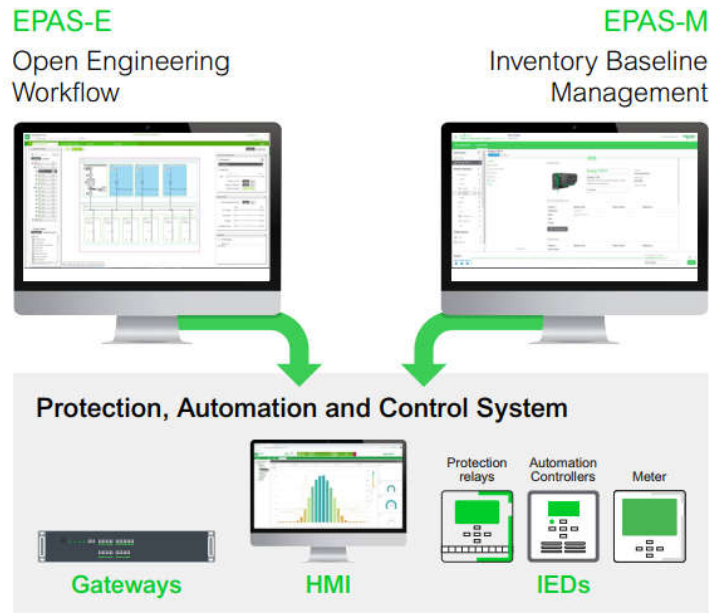 EPAS-E
Open Engineering
Workflow
EPAS-M
Inventory Baseline
Management
Protection, Automation and Control System
Protection
relays
Automation
Controllers
Meter
Gateways
HMI
IEDs